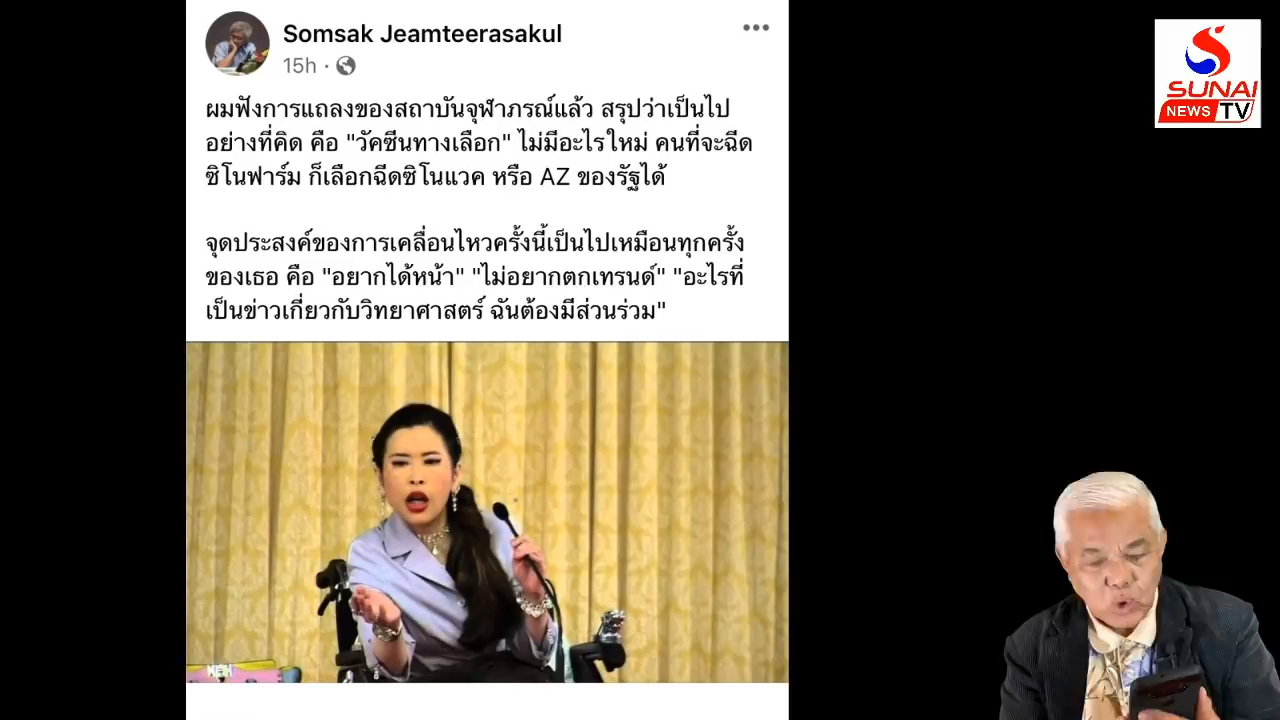 Somsak Jeamteerasakul
15h
ผมฟังการแถลงของสถาบันจุฬาภรณ์แล้ว สรุปว่าเป็นไป
อย่างที่คิด คือ "วัคซีนทางเลือก" ไม่มีอะไรใหม่ คนที่จะฉีด
ซิโนฟาร์ม ก็เลือกฉีดซิโนแวค หรือ AZ ของรัฐได้
จุดประสงค์ของการเคลื่อนไหวครั้งนี้เป็นไปเหมือนทุกครั้ง
ของเธอ คือ "อยากได้หน้า" "ไม่อยากตกเทรนด์" "อะไรที่
เป็นข่าวเกี่ยวกับวิทยาศาสตร์ ฉันต้องมีส่วนร่วม"
SUNAI
NEWS TV